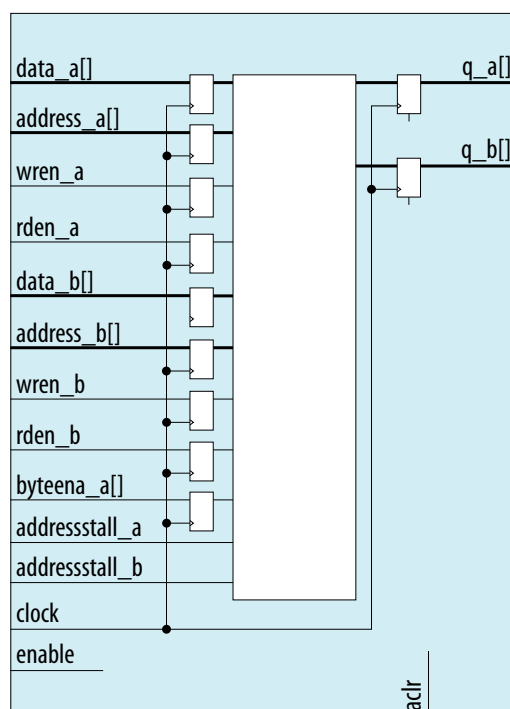 data_a[]
q_a[]
address_a[]
q_b[]
wren_a
rden_a
data_b[]
address_b[]
wren_b
rden_b
byteena_a[]
addressstall_a
addressstall_b
clock
enable
aclr